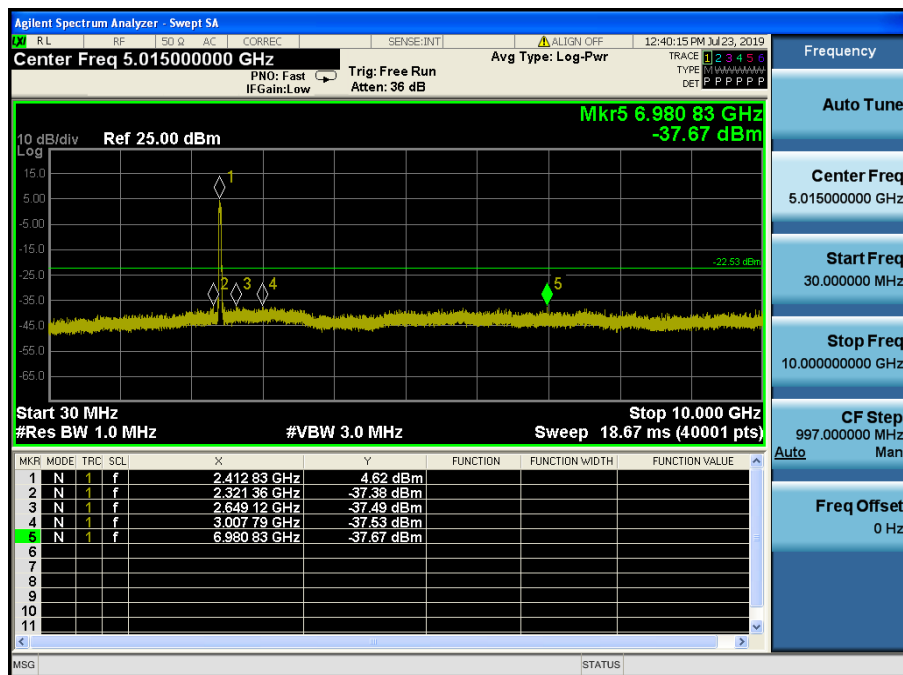 Agilent Spectrum Analyzer - Swept SA
LXI RL RF 50 Ω AC CORREC SENSE:INT ALIGN OFF 12:40:15 PM Jul 23, 2019
Center Freq 5.015000000 GHz
PNO: Fast
IFGain:Low
Trig: Free Run
Atten: 36 dB
Avg Type: Log-Pwr
TRACE 1 2 3 4 5 6
TYPE M WWWWW
DET P P P P P P
Mkr5 6.980 83 GHz
-37.67 dBm
10 dB/div Ref 25.00 dBm
Log
15.0
5.00
-5.00
-15.0
-25.0
-35.0
-45.0
-55.0
-65.0
1
-22.53 dBm
2 3 4 5
Start 30 MHz Stop 10.000 GHz
#Res BW 1.0 MHz #VBW 3.0 MHz Sweep 18.67 ms (40001 pts)
MKR MODE TRC SCL X Y FUNCTION FUNCTION WIDTH FUNCTION VALUE
1 N 1 f 2.412 83 GHz 4.62 dBm
2 N 1 f 2.321 36 GHz -37.38 dBm
3 N 1 f 2.649 12 GHz -37.49 dBm
4 N 1 f 3.007 79 GHz -37.53 dBm
5 N 1 f 6.980 83 GHz -37.67 dBm
6
7
8
9
10
11
MSG STATUS
Frequency
Auto Tune
Center Freq
5.015000000 GHz
Start Freq
30.000000 MHz
Stop Freq
10.000000000 GHz
CF Step
997.000000 MHz
Auto Man
Freq Offset
0 Hz